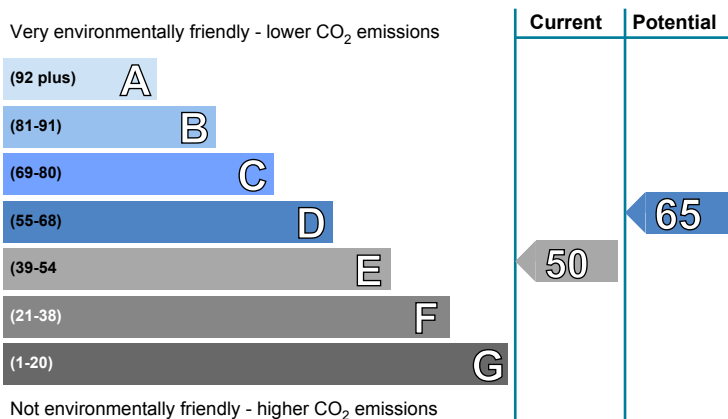 Current Potential
Very environmentally friendly - lower CO2 emissions
(92 plus) A
(81-91) B
(69-80) C
(55-68) D
65
(39-54 E
50
(21-38) F
(1-20) G
Not environmentally friendly - higher CO2 emissions